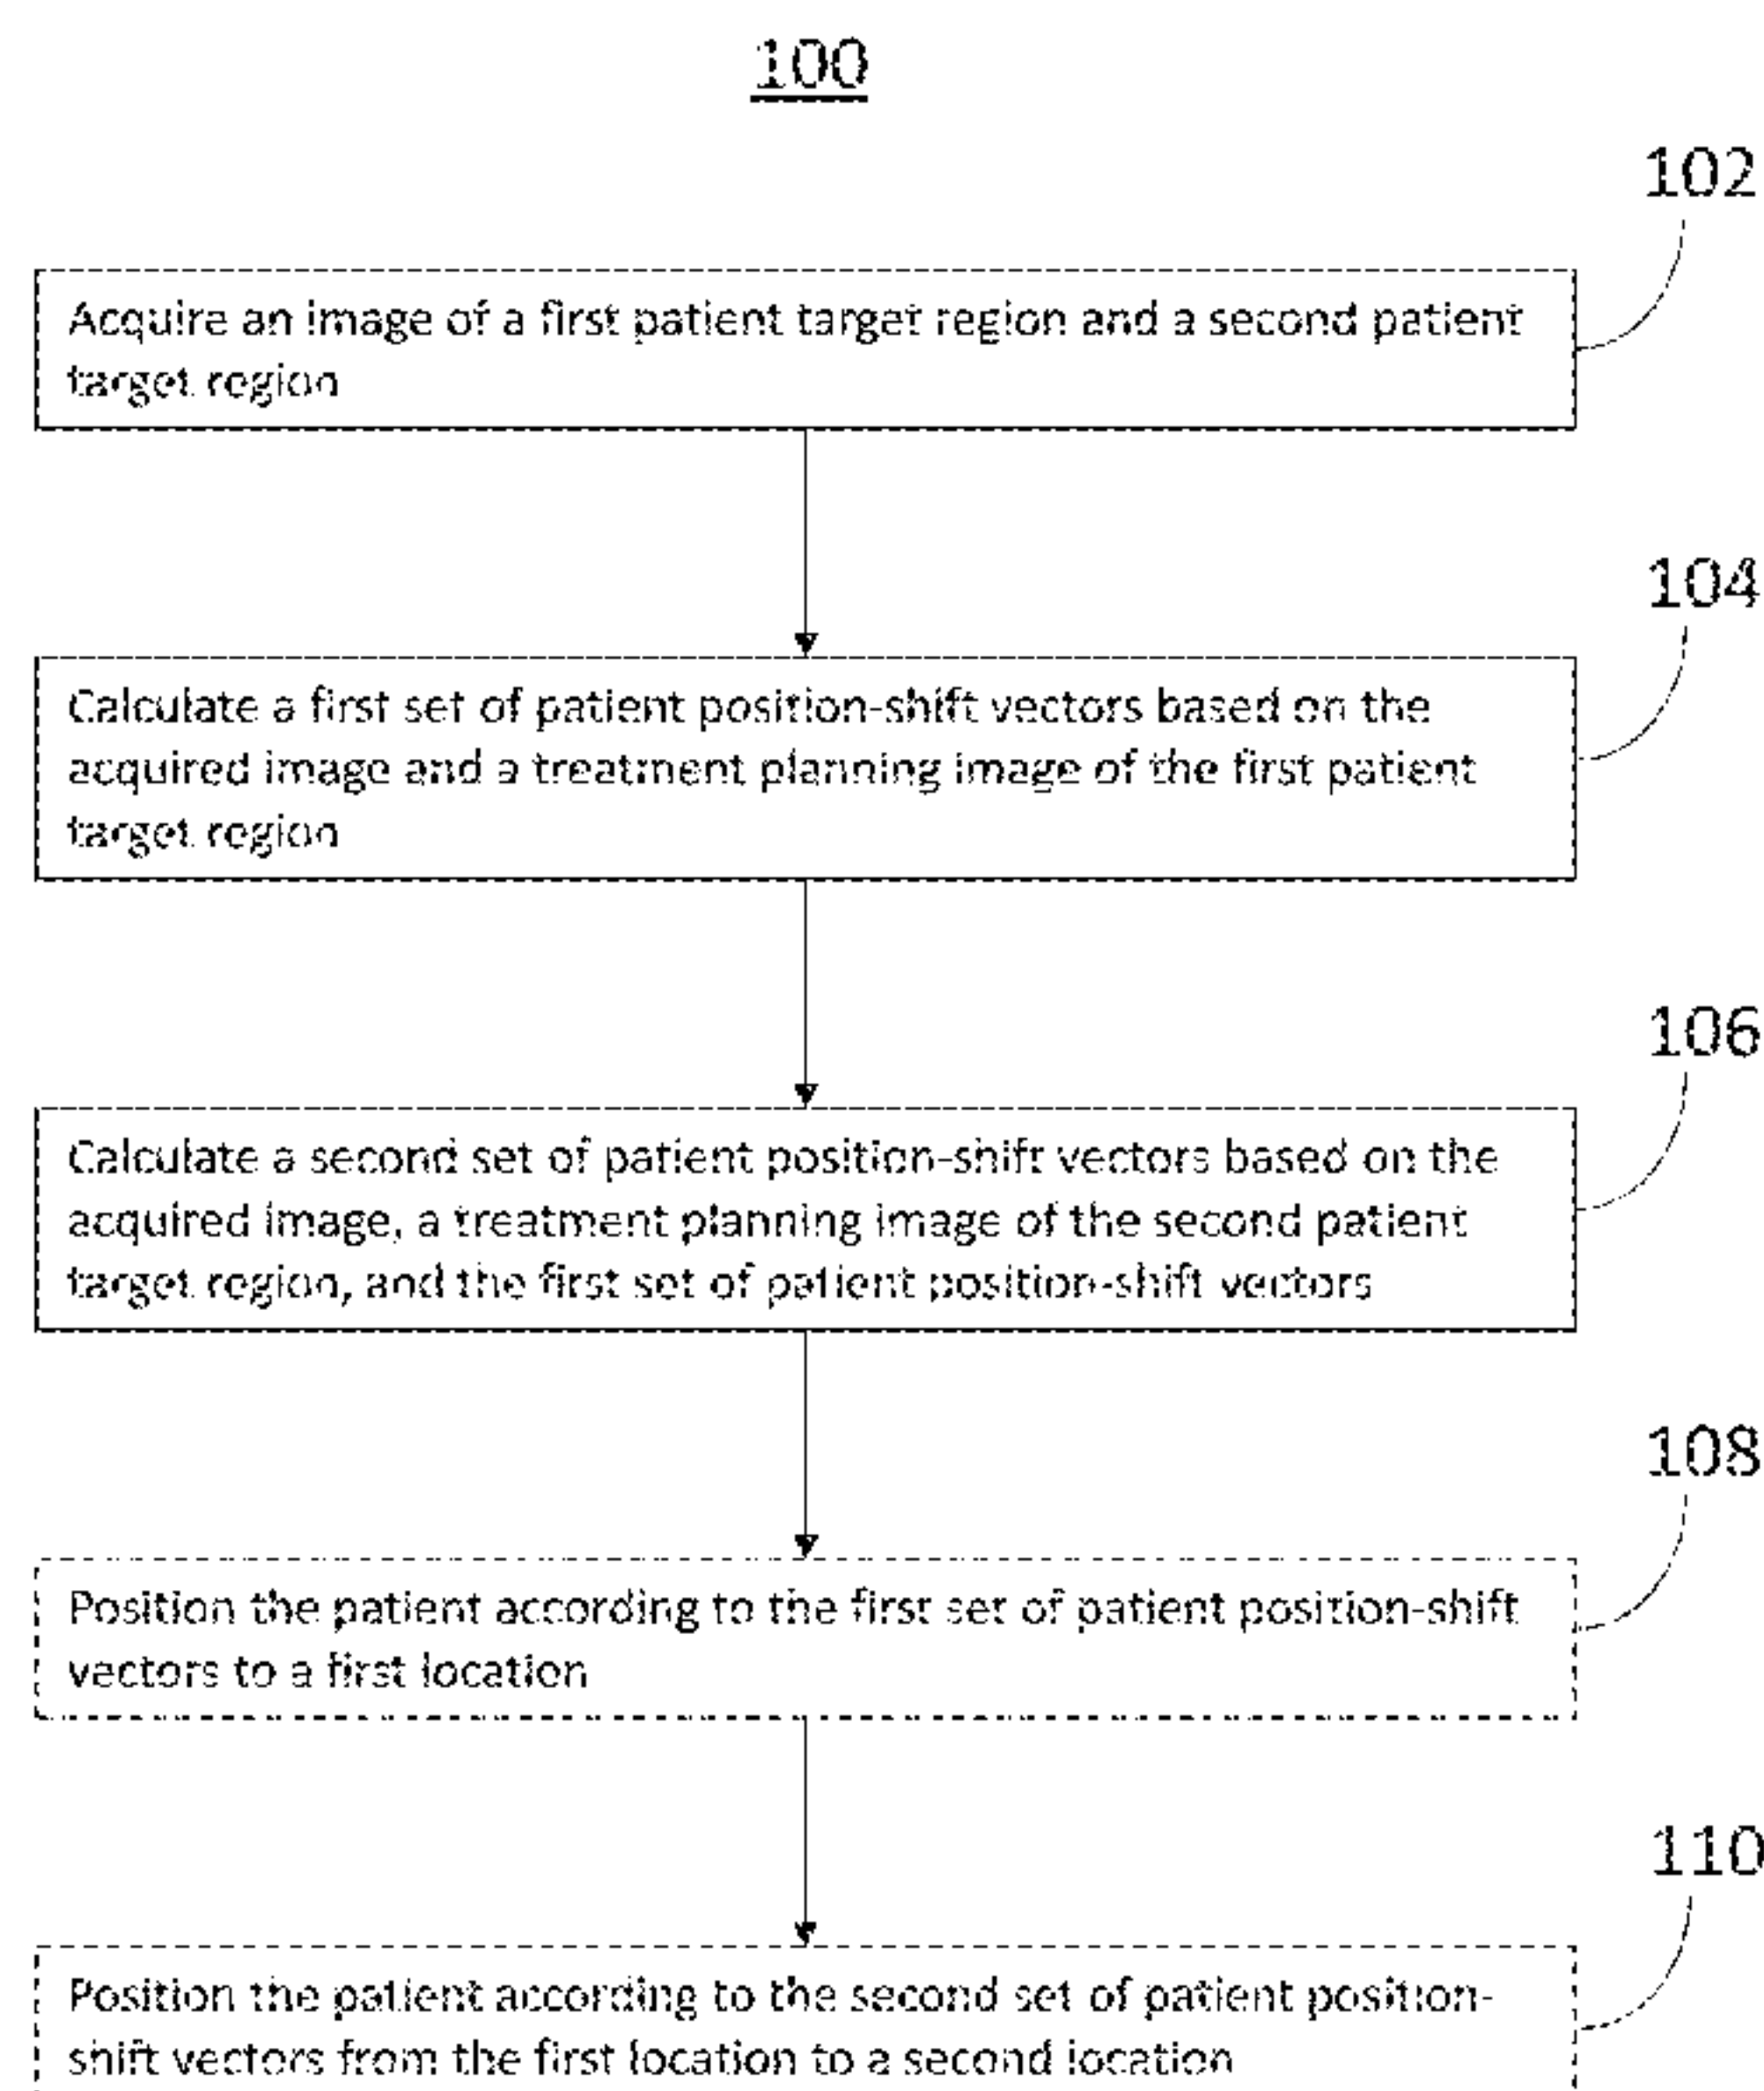 100
102
Acquire an image of a first patient target region and a second patient
target region
104
Calculate a first set of patient position-shift vectors based on the
acquired image and a treatment planning image of the first patient
target region
106
Calculate a second set of patient position-shift vectors based on the
acquired image, a treatment planning image of the second patient
target region, and the first set of patient position-shift vectors
108
Position the patient according to the first set of patient position-shift
vectors to a first location
110
Position the patient according to the second set of patient position-
shift vectors from the first location to a second location